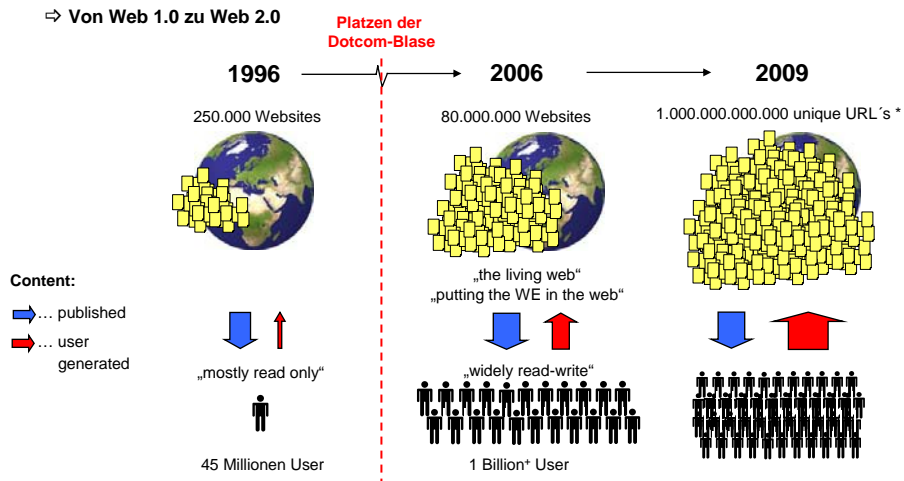 ⇨ Von Web 1.0 zu Web 2.0
Platzen der
Dotcom-Blase
1996
2006
2009
250.000 Websites
80.000.000 Websites
1.000.000.000.000 unique URL´s *
„the living web“
„putting the WE in the web“
Content:
… published
… user
generated
„mostly read only“
„widely read-write“
45 Millionen User
1 Billion⁺ User